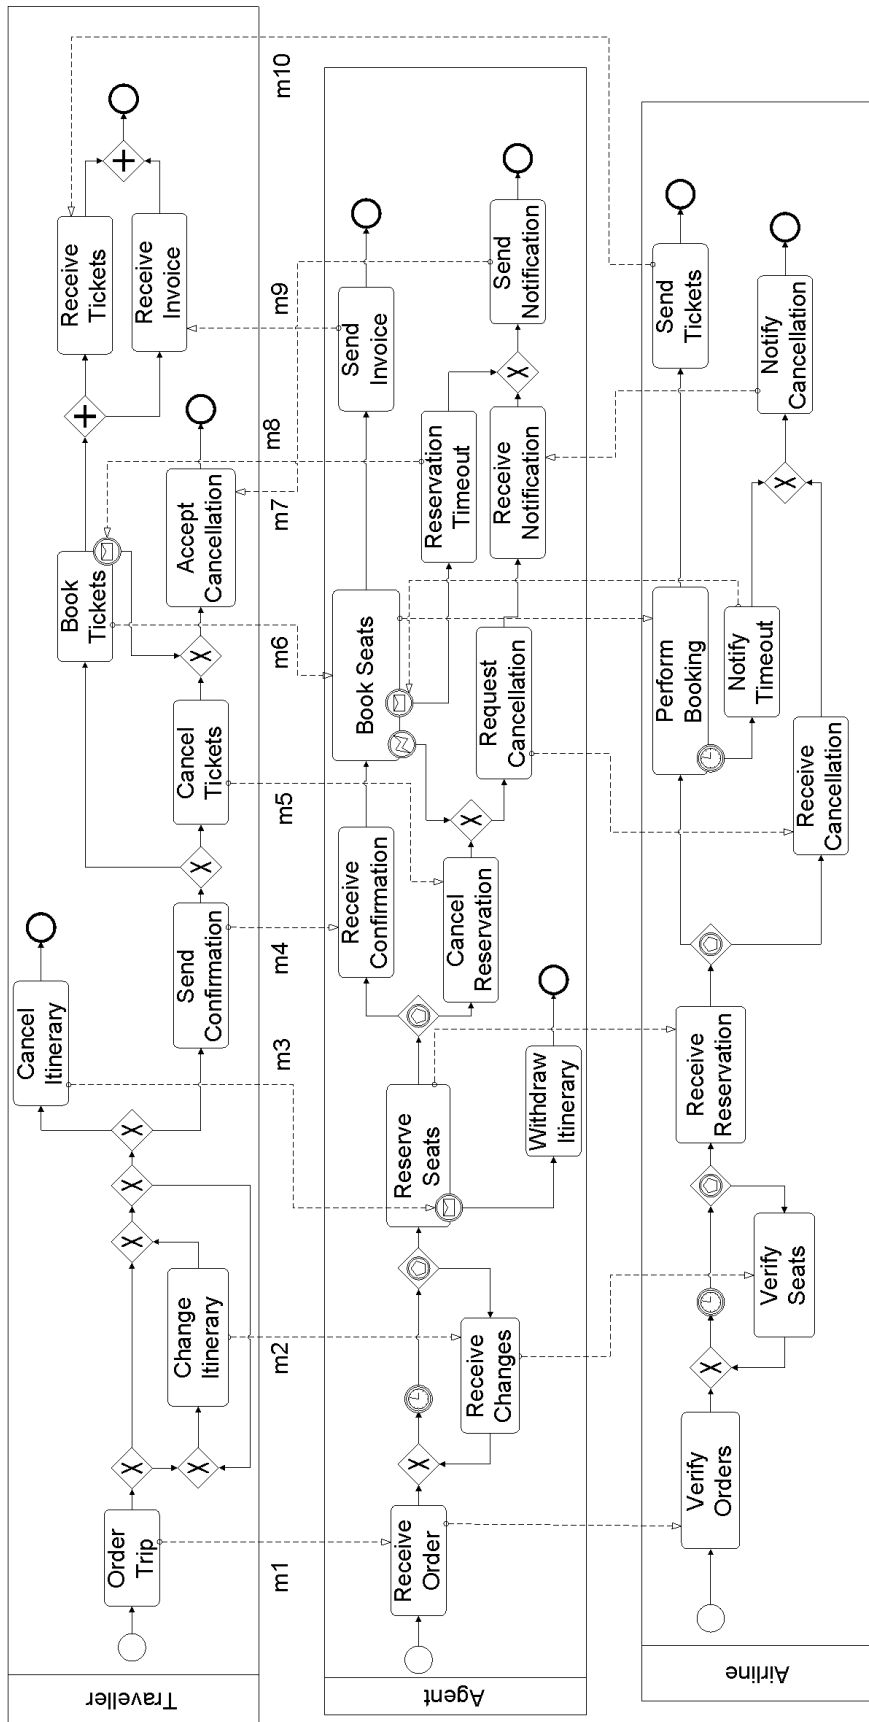 Traveller
Order
Trip
Change
Itinerary
Cancel
Itinerary
Send
Confirmation
Cancel
Tickets
Book
Tickets
Accept
Cancellation
Receive
Tickets
Receive
Invoice
m1
m2
m3
m4
m5
m6
m7
m8
m9
m10
Agent
Receive
Order
Receive
Changes
Reserve
Seats
Withdraw
Itinerary
Receive
Confirmation
Cancel
Reservation
Book Seats
Request
Cancellation
Reservation
Timeout
Receive
Notification
Send
Invoice
Send
Notification
Airline
Verify
Orders
Verify
Seats
Receive
Reservation
Perform
Booking
Notify
Timeout
Receive
Cancellation
Send
Tickets
Notify
Cancellation